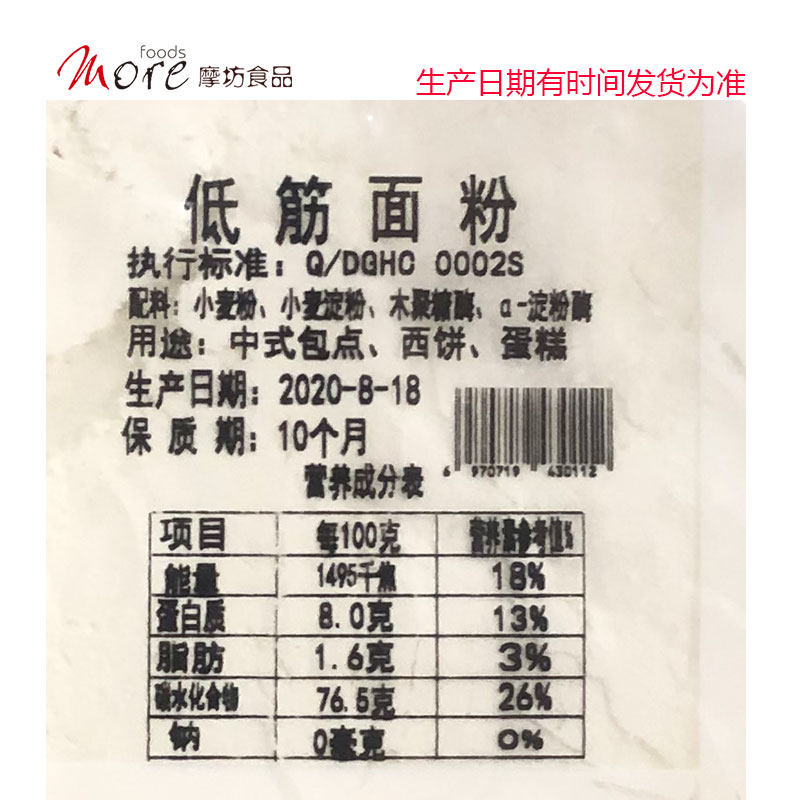 foods
more 摩坊食品
生产日期有时间发货为准
低筋面粉
执行标准：Q/DGHC 0002S
配料：小麦粉、小麦淀粉、木聚糖酶、α-淀粉酶
用途：中式包点、西饼、蛋糕
生产日期：2020-8-18
保质期：10个月
6 970719 430112
营养成分表
项目 每100克 营养素参考值%
能量 1495千焦 18%
蛋白质 8.0克 13%
脂肪 1.6克 3%
碳水化合物 76.5克 26%
钠 0毫克 0%